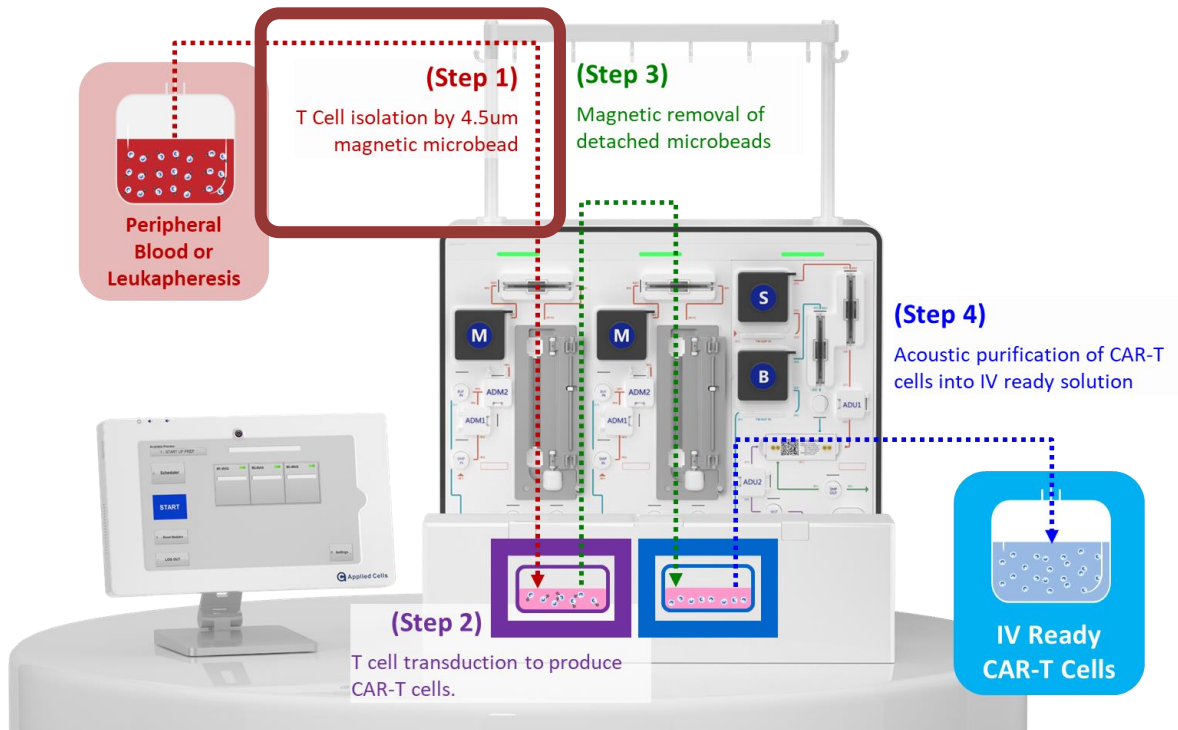 (Step 1)
T Cell isolation by 4.5um
magnetic microbead
(Step 3)
Magnetic removal of
detached microbeads
Peripheral
Blood or
Leukapheresis
(Step 4)
Acoustic purification of CAR-T
cells into IV ready solution
M
ADM2
ADM1
M
ADM2
ADM1
S
B
ADU1
ADU2
Scheduler
START
LOG OUT
Settings
Applied Cells
(Step 2)
T cell transduction to produce
CAR-T cells.
IV Ready
CAR-T Cells